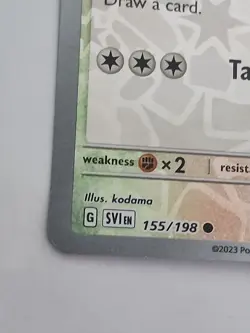 Draw a card.
Ta
weakness ×2 resist
Illus. kodama
G SVI EN 155/198
©2023 Po